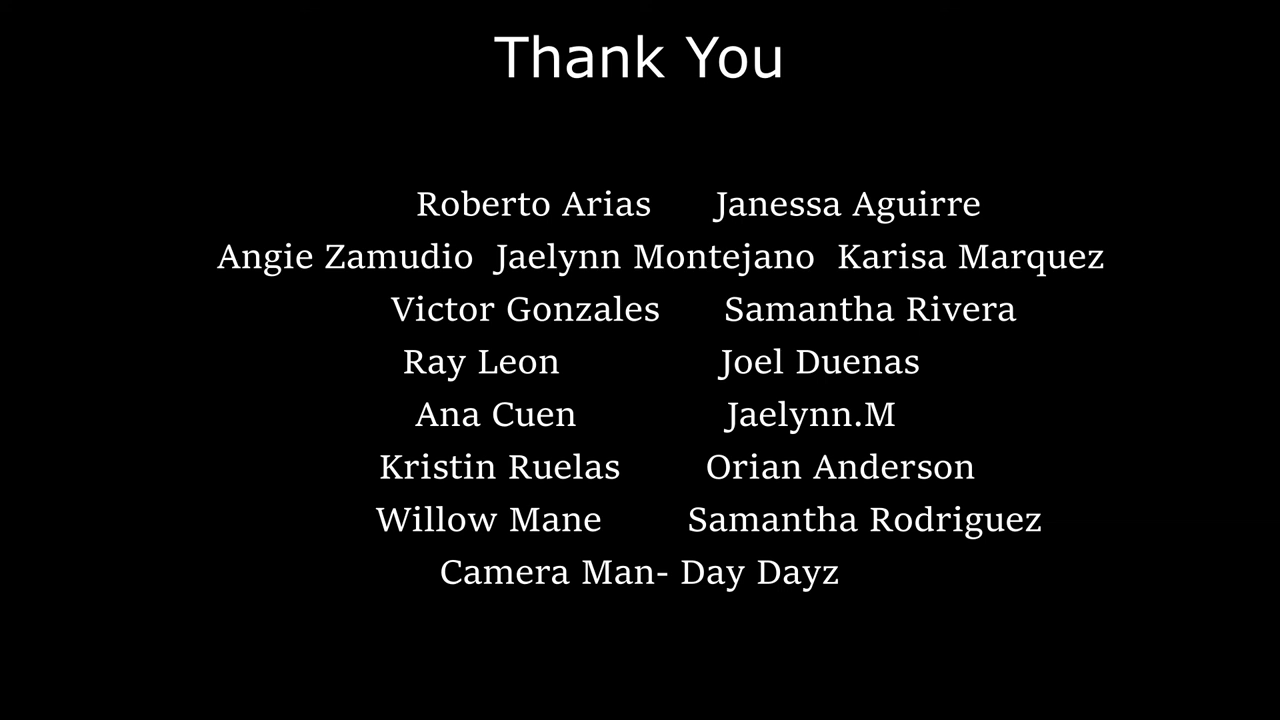 Thank You
Roberto Arias Janessa Aguirre
Angie Zamudio Jaelynn Montejano Karisa Marquez
Victor Gonzales Samantha Rivera
Ray Leon Joel Duenas
Ana Cuen Jaelynn.M
Kristin Ruelas Orian Anderson
Willow Mane Samantha Rodriguez
Camera Man- Day Dayz